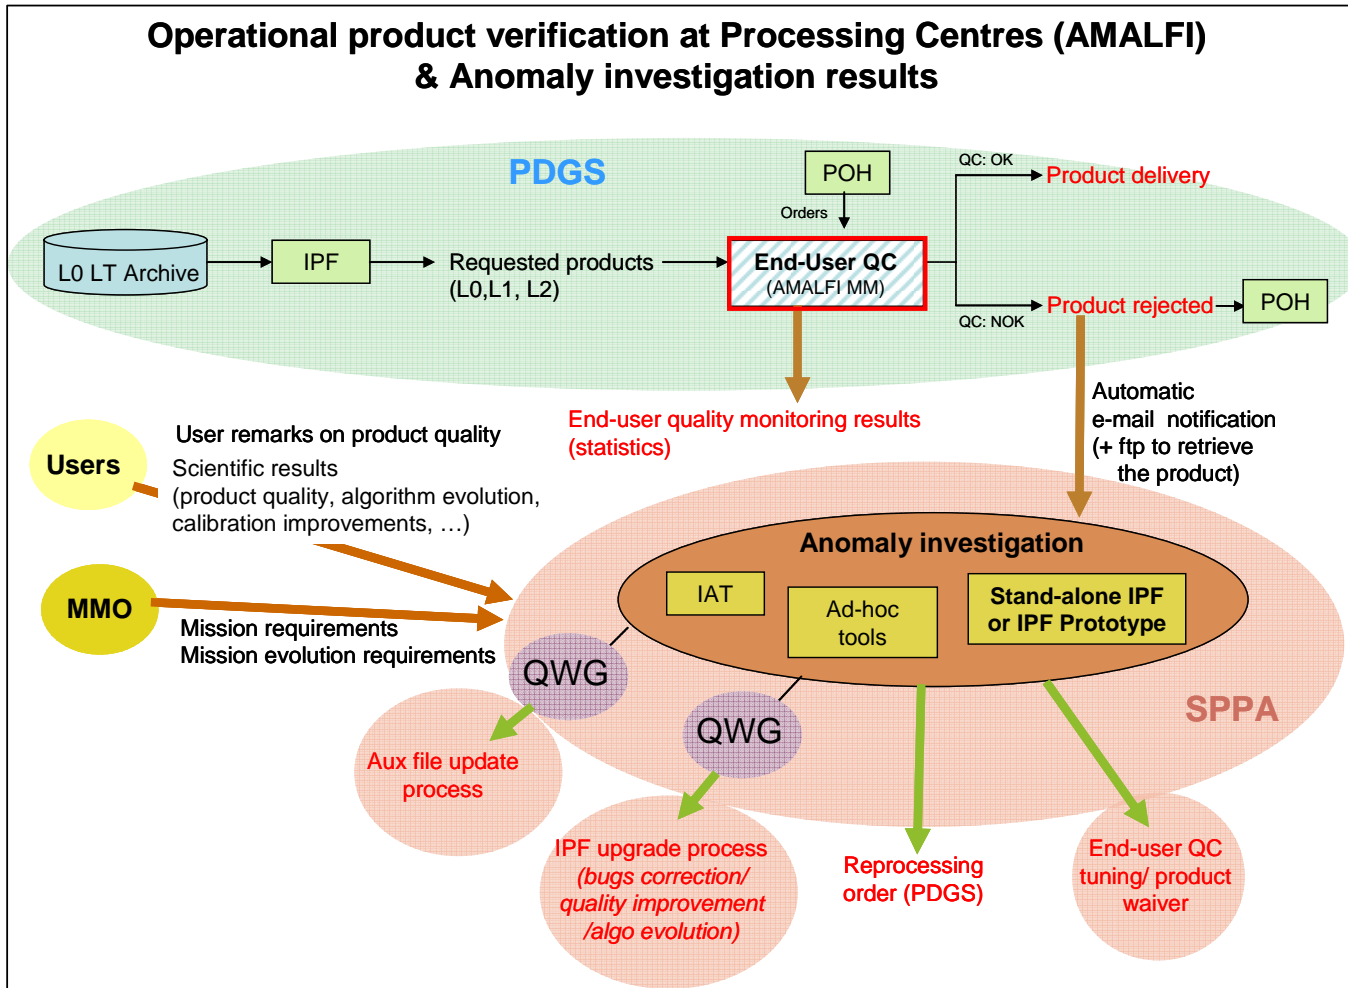 Operational product verification at Processing Centres (AMALFI)
& Anomaly investigation results
PDGS
POH
QC: OK
Product delivery
Orders
L0 LT Archive
IPF
Requested products
(L0,L1, L2)
End-User QC
(AMALFI MM)
QC: NOK
Product rejected
POH
End-user quality monitoring results
(statistics)
Automatic
e-mail notification
(+ ftp to retrieve
the product)
Users
User remarks on product quality
Scientific results
(product quality, algorithm evolution,
calibration improvements, …)
MMO
Mission requirements
Mission evolution requirements
Anomaly investigation
IAT
Ad-hoc
tools
Stand-alone IPF
or IPF Prototype
QWG
QWG
SPPA
Aux file update
process
IPF upgrade process
(bugs correction/
quality improvement
/algo evolution)
Reprocessing
order (PDGS)
End-user QC
tuning/ product
waiver